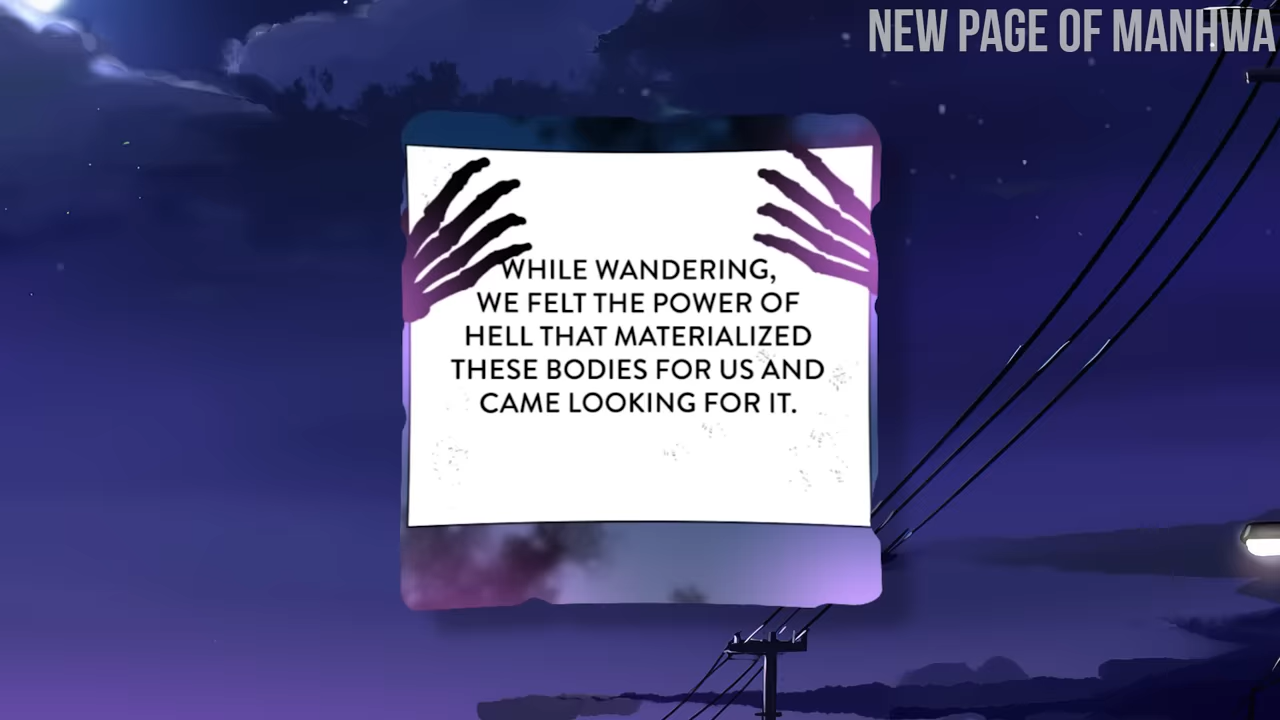 NEW PAGE OF MANHWA
WHILE WANDERING,
WE FELT THE POWER OF
HELL THAT MATERIALIZED
THESE BODIES FOR US AND
CAME LOOKING FOR IT.